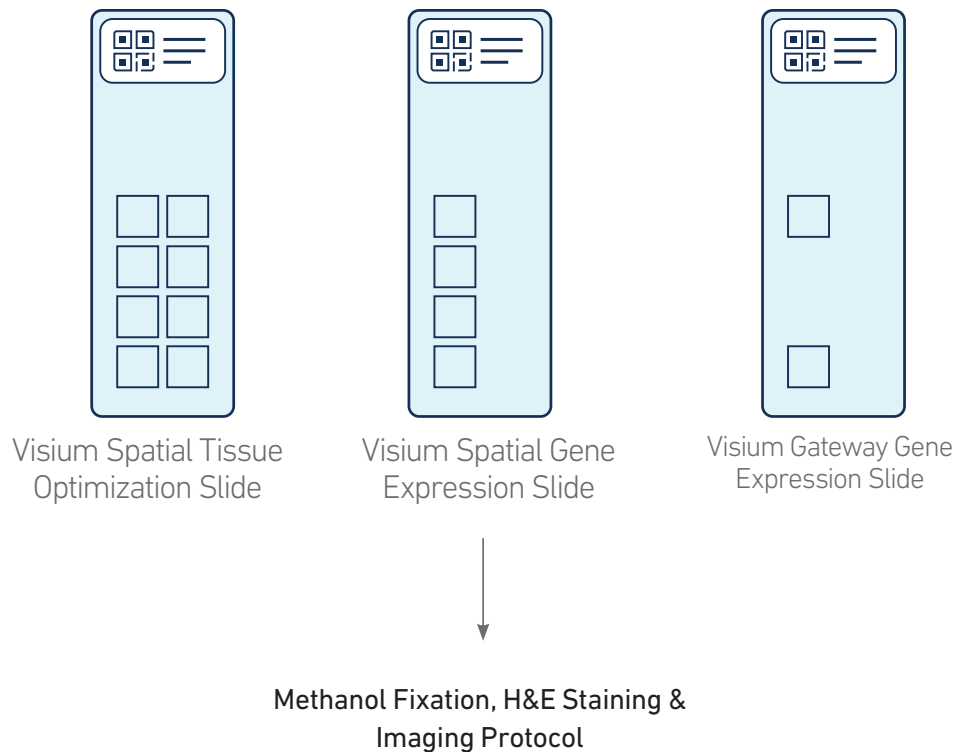 Visium Spatial Tissue
Optimization Slide
Visium Spatial Gene
Expression Slide
Visium Gateway Gene
Expression Slide
Methanol Fixation, H&E Staining &
Imaging Protocol